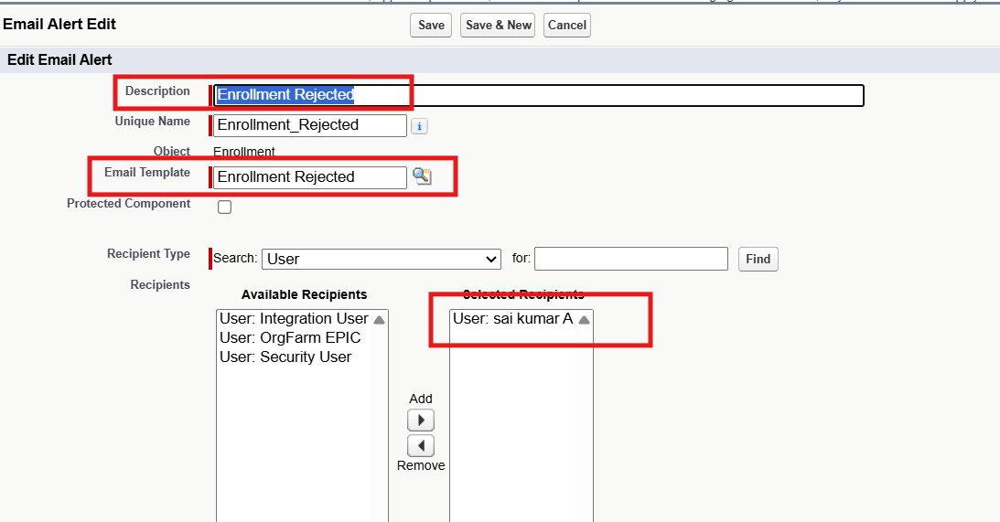 Email Alert Edit
Save
Save & New
Cancel
Edit Email Alert
Description
Enrollment Rejected
Unique Name
Enrollment_Rejected
i
Object
Enrollment
Email Template
Enrollment Rejected
Protected Component
Recipient Type
Search:
User
for:
Find
Recipients
Available Recipients
Selected Recipients
User: Integration User
User: OrgFarm EPIC
User: Security User
User: sai kumar A
Add
Remove